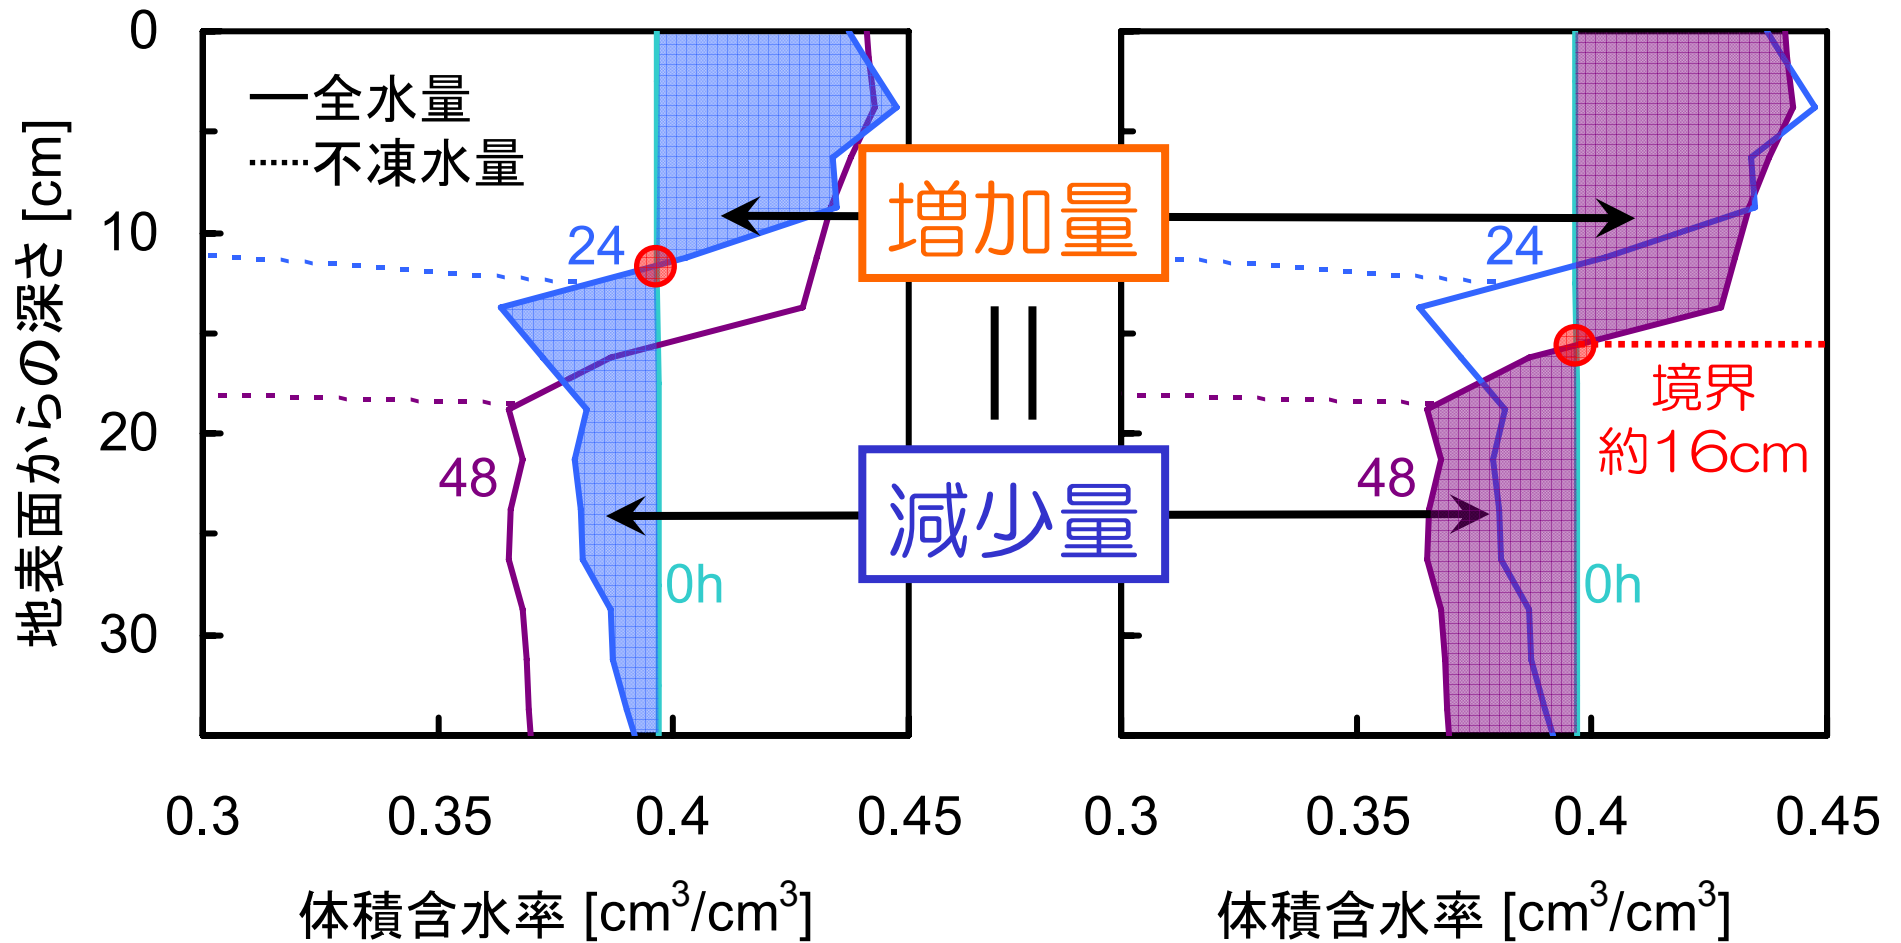 地表面からの深さ [cm]
0
10
20
30
全水量
不凍水量
24
48
0h
0.3
0.35
0.4
0.45
体積含水率 [cm³/cm³]
増加量
=
減少量
24
48
0h
境界
約16cm
0.3
0.35
0.4
0.45
体積含水率 [cm³/cm³]